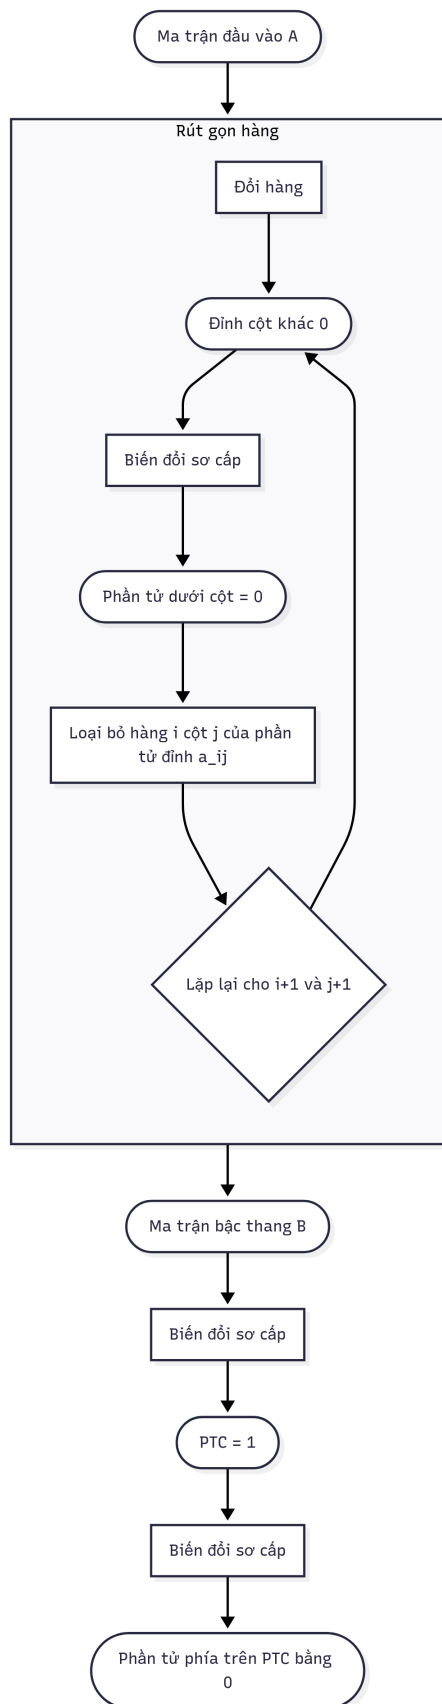 Ma trận đầu vào A
Rút gọn hàng
Đổi hàng
Đỉnh cột khác 0
Biến đổi sơ cấp
Phần tử dưới cột = 0
Loại bỏ hàng i cột j của phần
tử đỉnh a_ij
Lặp lại cho i+1 và j+1
Ma trận bậc thang B
Biến đổi sơ cấp
PTC = 1
Biến đổi sơ cấp
Phần tử phía trên PTC bằng
0